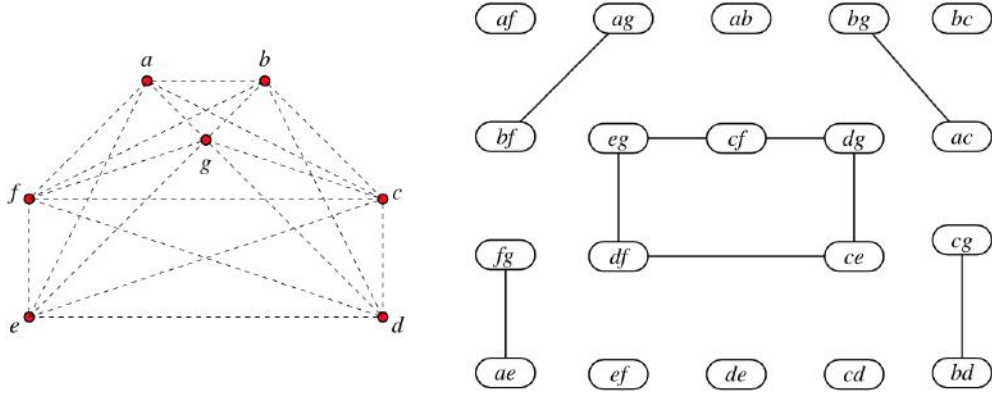 a b
g
f c
e d
af ag ab bg bc
bf eg cf dg ac
fg df ce cg
ae ef de cd bd